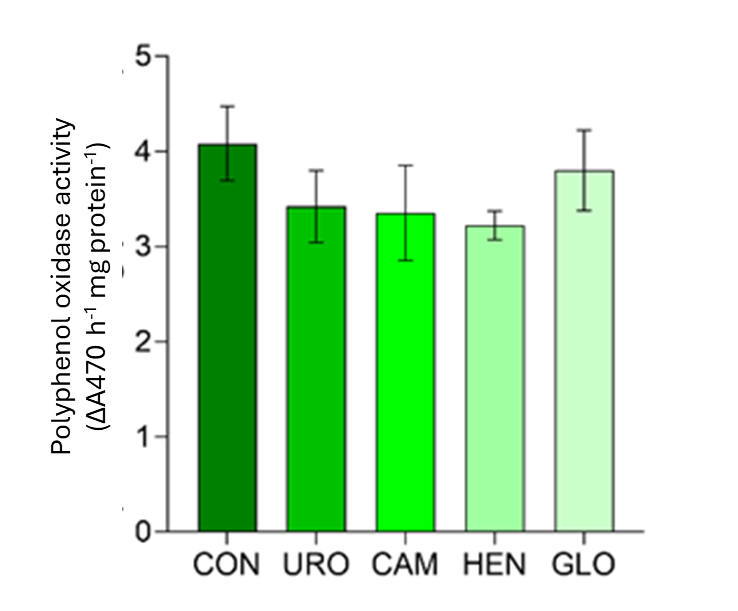 Polyphenol oxidase activity
(ΔA470 h⁻¹ mg protein⁻¹)
5
4
3
2
1
0
CON URO CAM HEN GLO